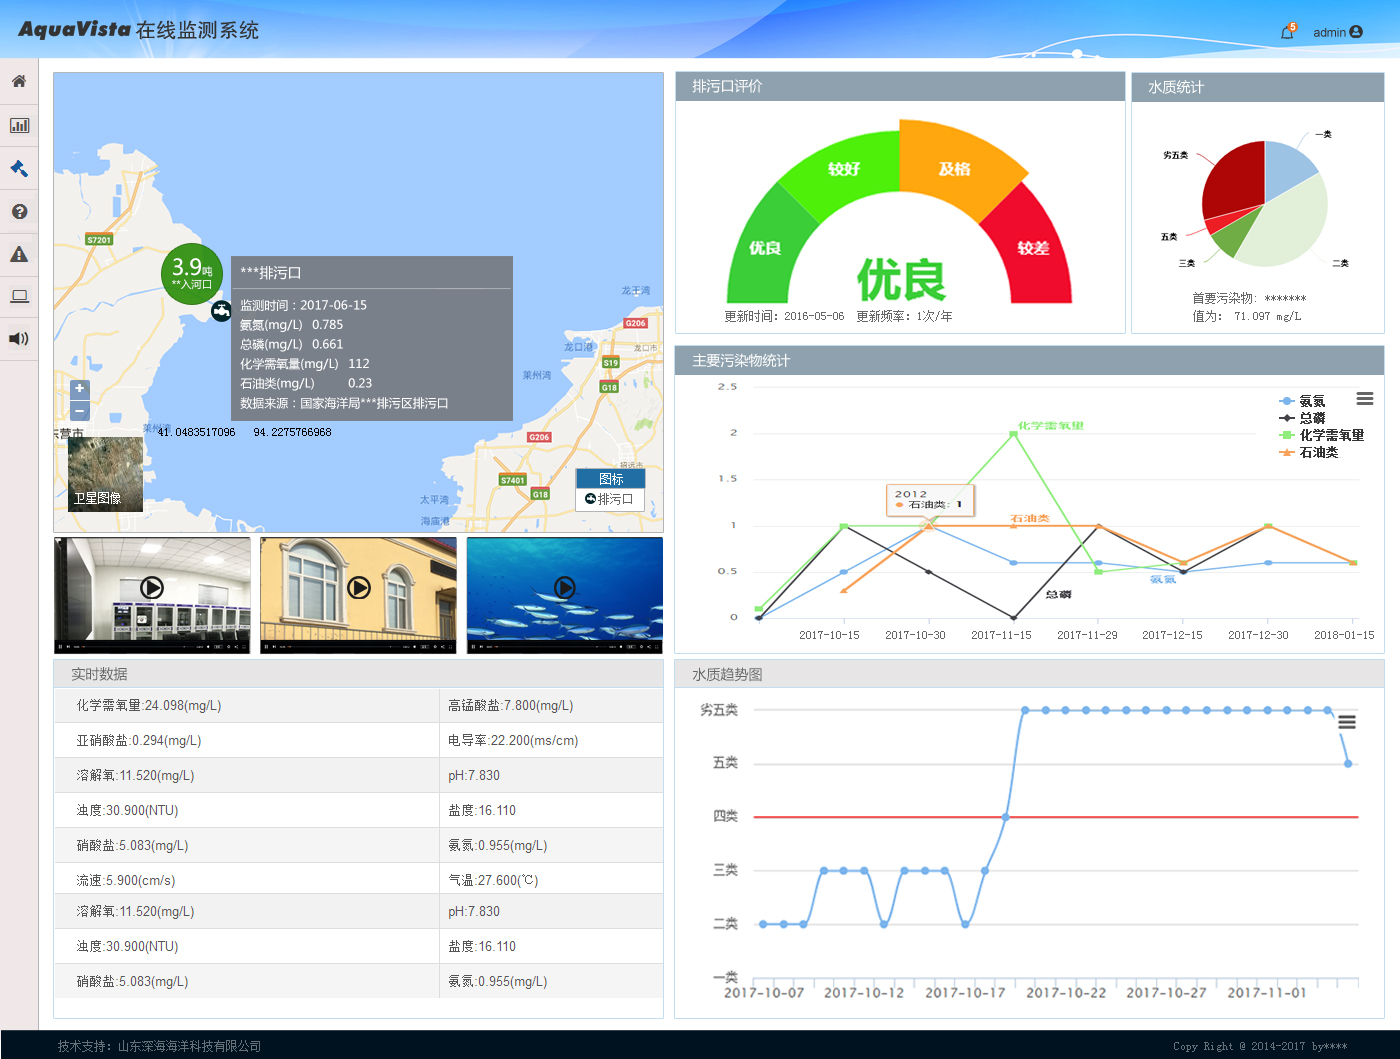 AquaVista 在线监测系统
5
admin
S7201
3.9吨
**入河口
***排污口
监测时间：2017-06-15
氨氮(mg/L) 0.785
总磷(mg/L) 0.661
化学需氧量(mg/L) 112
石油类(mg/L) 0.23
数据来源：国家海洋局***排污区排污口
龙王湾
G206
龙口港
龙口市
S19
莱州湾
G18
+
−
莱州湾
41.0483517096 94.2275766968
东营市
G206
招远市
S7401
G18
太平湾
海庙港
卫星图像
图标
排污口
排污口评价
优良
较好
及格
较差
优良
更新时间：2016-05-06 更新频率：1次/年
水质统计
一类
劣五类
五类
三类
二类
首要污染物：*******
值为： 71.097 mg/L
主要污染物统计
2.5
2
1.5
1
0.5
0
氨氮
总磷
化学需氧量
石油类
化学需氧量
2012
石油类: 1
石油类
氨氮
总磷
2017-10-15 2017-10-30 2017-11-15 2017-11-29 2017-12-15 2017-12-30 2018-01-15
实时数据
化学需氧量:24.098(mg/L) 高锰酸盐:7.800(mg/L)
亚硝酸盐:0.294(mg/L) 电导率:22.200(ms/cm)
溶解氧:11.520(mg/L) pH:7.830
浊度:30.900(NTU) 盐度:16.110
硝酸盐:5.083(mg/L) 氨氮:0.955(mg/L)
流速:5.900(cm/s) 气温:27.600(℃)
溶解氧:11.520(mg/L) pH:7.830
浊度:30.900(NTU) 盐度:16.110
硝酸盐:5.083(mg/L) 氨氮:0.955(mg/L)
水质趋势图
劣五类
五类
四类
三类
二类
一类
2017-10-07 2017-10-12 2017-10-17 2017-10-22 2017-10-27 2017-11-01
技术支持：山东深海海洋科技有限公司
Copy Right @ 2014-2017 by****